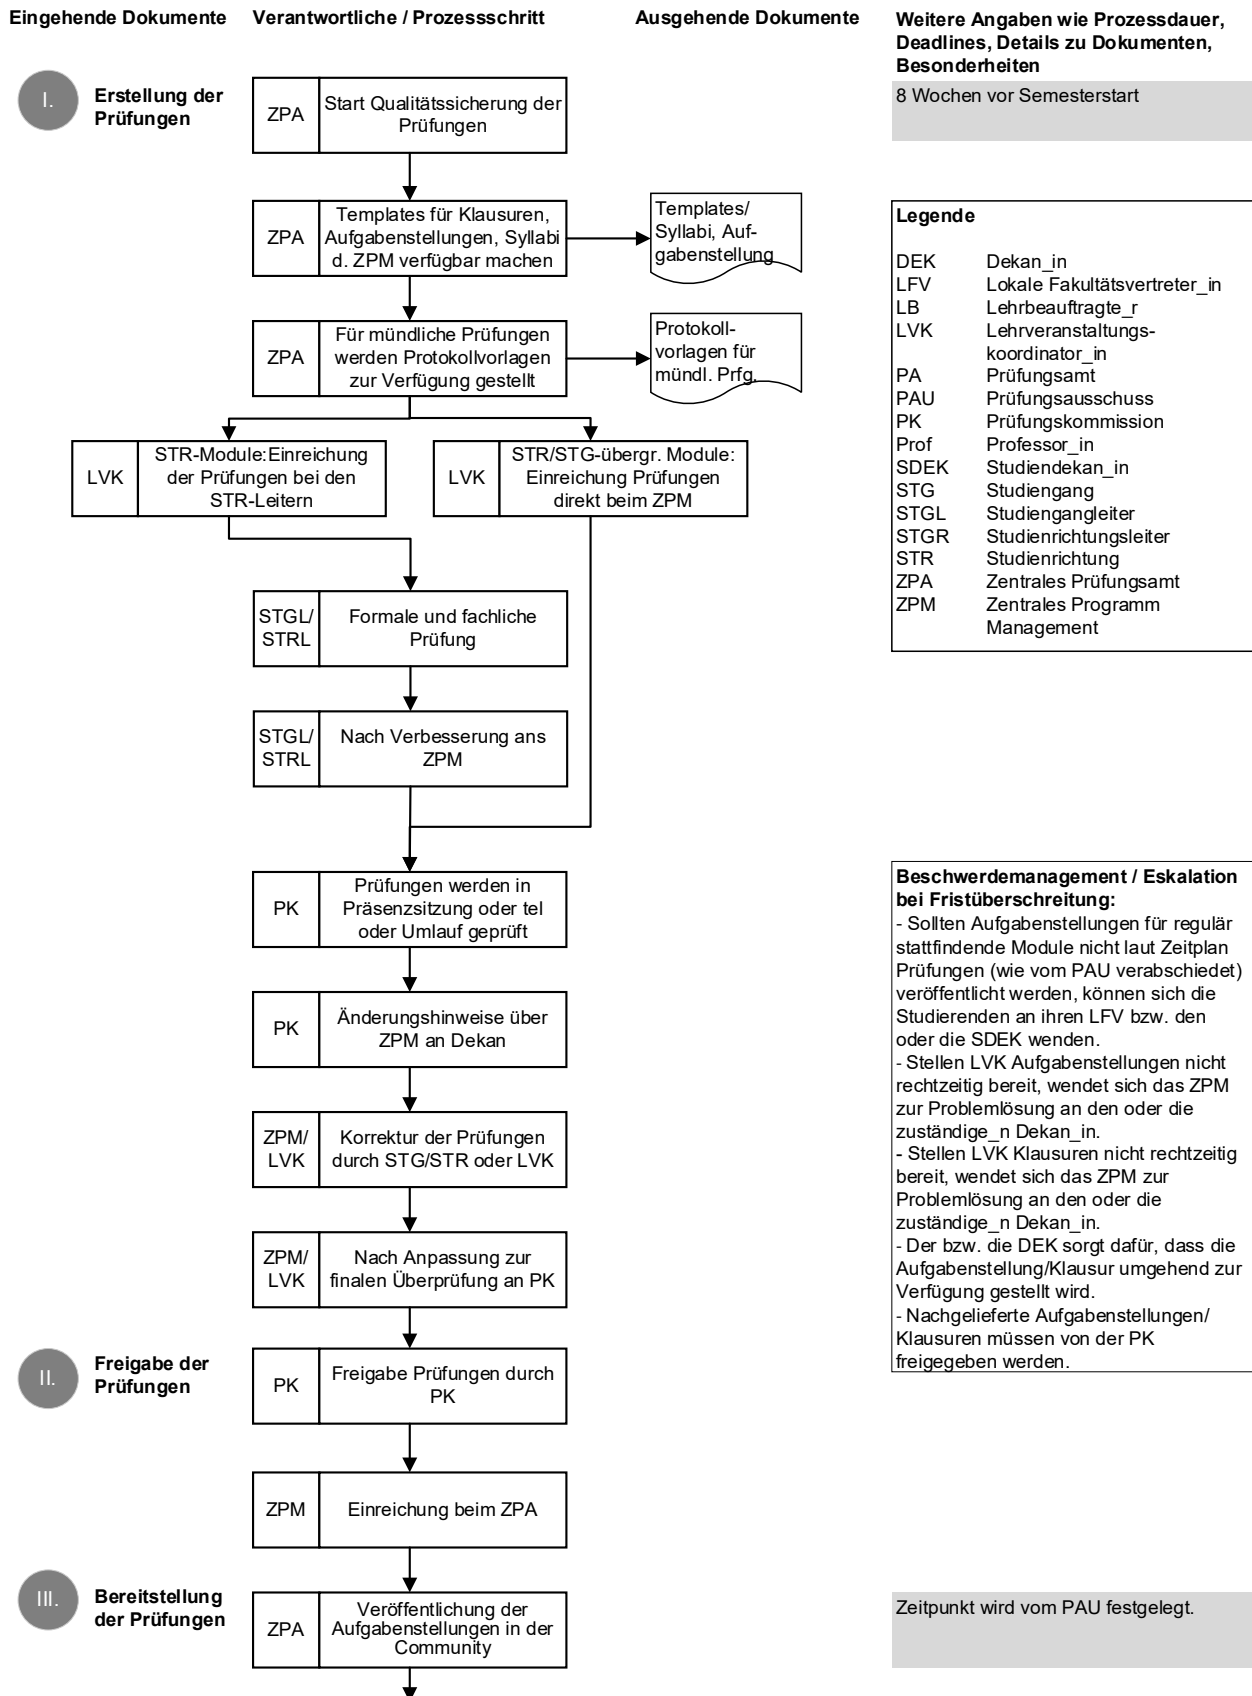 Eingehende Dokumente
Verantwortliche / Prozessschritt
Ausgehende Dokumente
Weitere Angaben wie Prozessdauer,
Deadlines, Details zu Dokumenten,
Besonderheiten
I.
Erstellung der
Prüfungen
ZPA
Start Qualitätssicherung der
Prüfungen
8 Wochen vor Semesterstart
ZPA
Templates für Klausuren,
Aufgabenstellungen, Syllabi
d. ZPM verfügbar machen
Templates/
Syllabi, Auf-
gabenstellung
ZPA
Für mündliche Prüfungen
werden Protokollvorlagen
zur Verfügung gestellt
Protokoll-
vorlagen für
mündl. Prfg.
Legende
DEK Dekan_in
LFV Lokale Fakultätsvertreter_in
LB Lehrbeauftragte_r
LVK Lehrveranstaltungs-
koordinator_in
PA Prüfungsamt
PAU Prüfungsausschuss
PK Prüfungskommission
Prof Professor_in
SDEK Studiendekan_in
STG Studiengang
STGL Studiengangleiter
STGR Studienrichtungsleiter
STR Studienrichtung
ZPA Zentrales Prüfungsamt
ZPM Zentrales Programm
Management
LVK
STR-Module:Einreichung
der Prüfungen bei den
STR-Leitern
LVK
STR/STG-übergr. Module:
Einreichung Prüfungen
direkt beim ZPM
STGL/
STRL
Formale und fachliche
Prüfung
STGL/
STRL
Nach Verbesserung ans
ZPM
PK
Prüfungen werden in
Präsenzsitzung oder tel
oder Umlauf geprüft
PK
Änderungshinweise über
ZPM an Dekan
ZPM/
LVK
Korrektur der Prüfungen
durch STG/STR oder LVK
ZPM/
LVK
Nach Anpassung zur
finalen Überprüfung an PK
Beschwerdemanagement / Eskalation
bei Fristüberschreitung:
- Sollten Aufgabenstellungen für regulär
stattfindende Module nicht laut Zeitplan
Prüfungen (wie vom PAU verabschiedet)
veröffentlicht werden, können sich die
Studierenden an ihren LFV bzw. den
oder die SDEK wenden.
- Stellen LVK Aufgabenstellungen nicht
rechtzeitig bereit, wendet sich das ZPM
zur Problemlösung an den oder die
zuständige_n Dekan_in.
- Stellen LVK Klausuren nicht rechtzeitig
bereit, wendet sich das ZPM zur
Problemlösung an den oder die
zuständige_n Dekan_in.
- Der bzw. die DEK sorgt dafür, dass die
Aufgabenstellung/Klausur umgehend zur
Verfügung gestellt wird.
- Nachgelieferte Aufgabenstellungen/
Klausuren müssen von der PK
freigegeben werden.
II.
Freigabe der
Prüfungen
PK
Freigabe Prüfungen durch
PK
ZPM
Einreichung beim ZPA
III.
Bereitstellung
der Prüfungen
ZPA
Veröffentlichung der
Aufgabenstellungen in der
Community
Zeitpunkt wird vom PAU festgelegt.